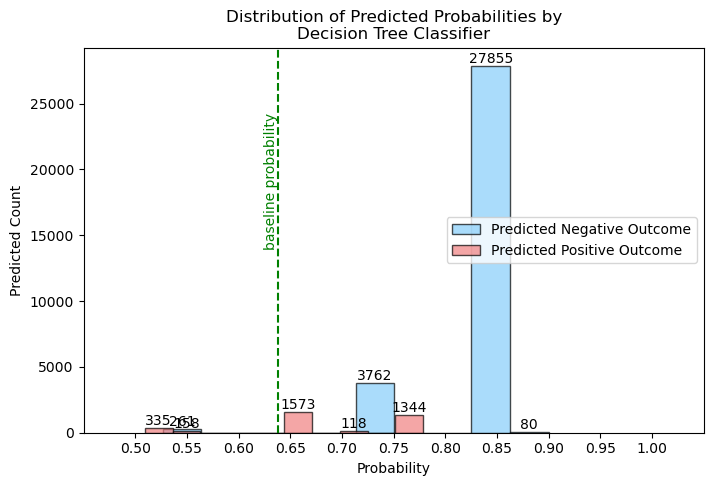 Distribution of Predicted Probabilities by
Decision Tree Classifier
27855
25000
20000
15000
10000
5000
0
Predicted Count
baseline probability
Predicted Negative Outcome
Predicted Positive Outcome
335
261
158
1573
118
3762
1344
80
0.50 0.55 0.60 0.65 0.70 0.75 0.80 0.85 0.90 0.95 1.00
Probability